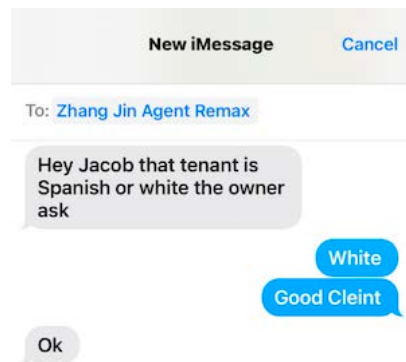 New iMessage
Cancel
To: Zhang Jin Agent Remax
Hey Jacob that tenant is
Spanish or white the owner
ask
White
Good Cleint
Ok